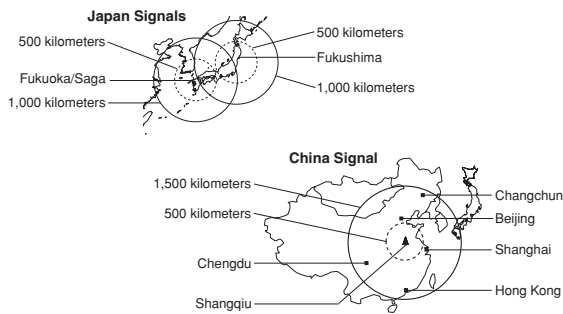 Japan Signals
500 kilometers
500 kilometers
Fukushima
Fukuoka/Saga
1,000 kilometers
1,000 kilometers
China Signal
1,500 kilometers
Changchun
500 kilometers
Beijing
Shanghai
Chengdu
Hong Kong
Shangqiu